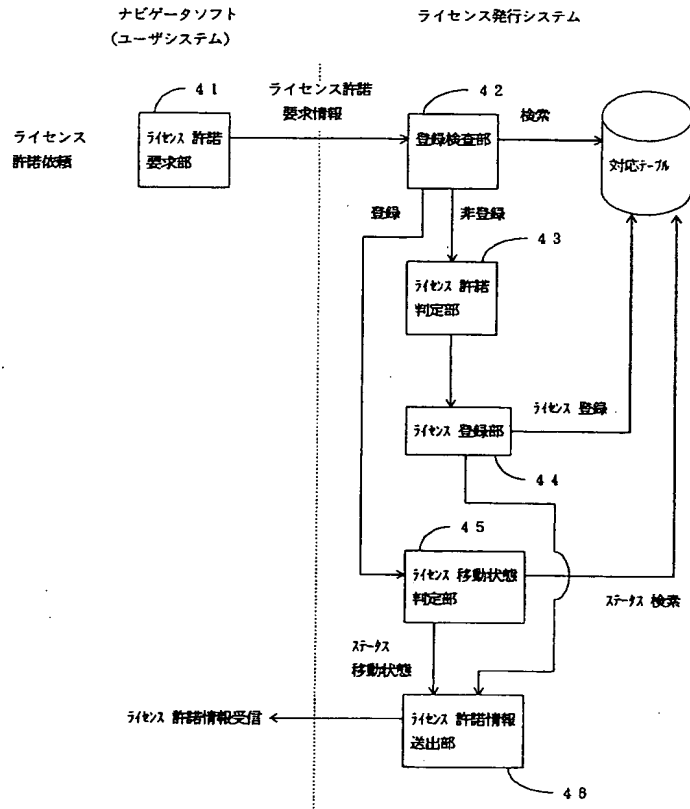 ナビゲータソフト
(ユーザシステム)
ライセンス発行システム
41
ライセンス許諾
要求情報
42
検索
ライセンス
許諾依頼
ﾗｲｾﾝｽ 許諾
要求部
登録検査部
対応ﾃｰﾌﾞﾙ
登録
非登録
43
ﾗｲｾﾝｽ 許諾
判定部
ﾗｲｾﾝｽ 登録
ﾗｲｾﾝｽ 登録部
44
45
ﾗｲｾﾝｽ 移動状態
判定部
ｽﾃｰﾀｽ 検索
ｽﾃｰﾀｽ
移動状態
ﾗｲｾﾝｽ 許諾情報受信
ﾗｲｾﾝｽ 許諾情報
送出部
46